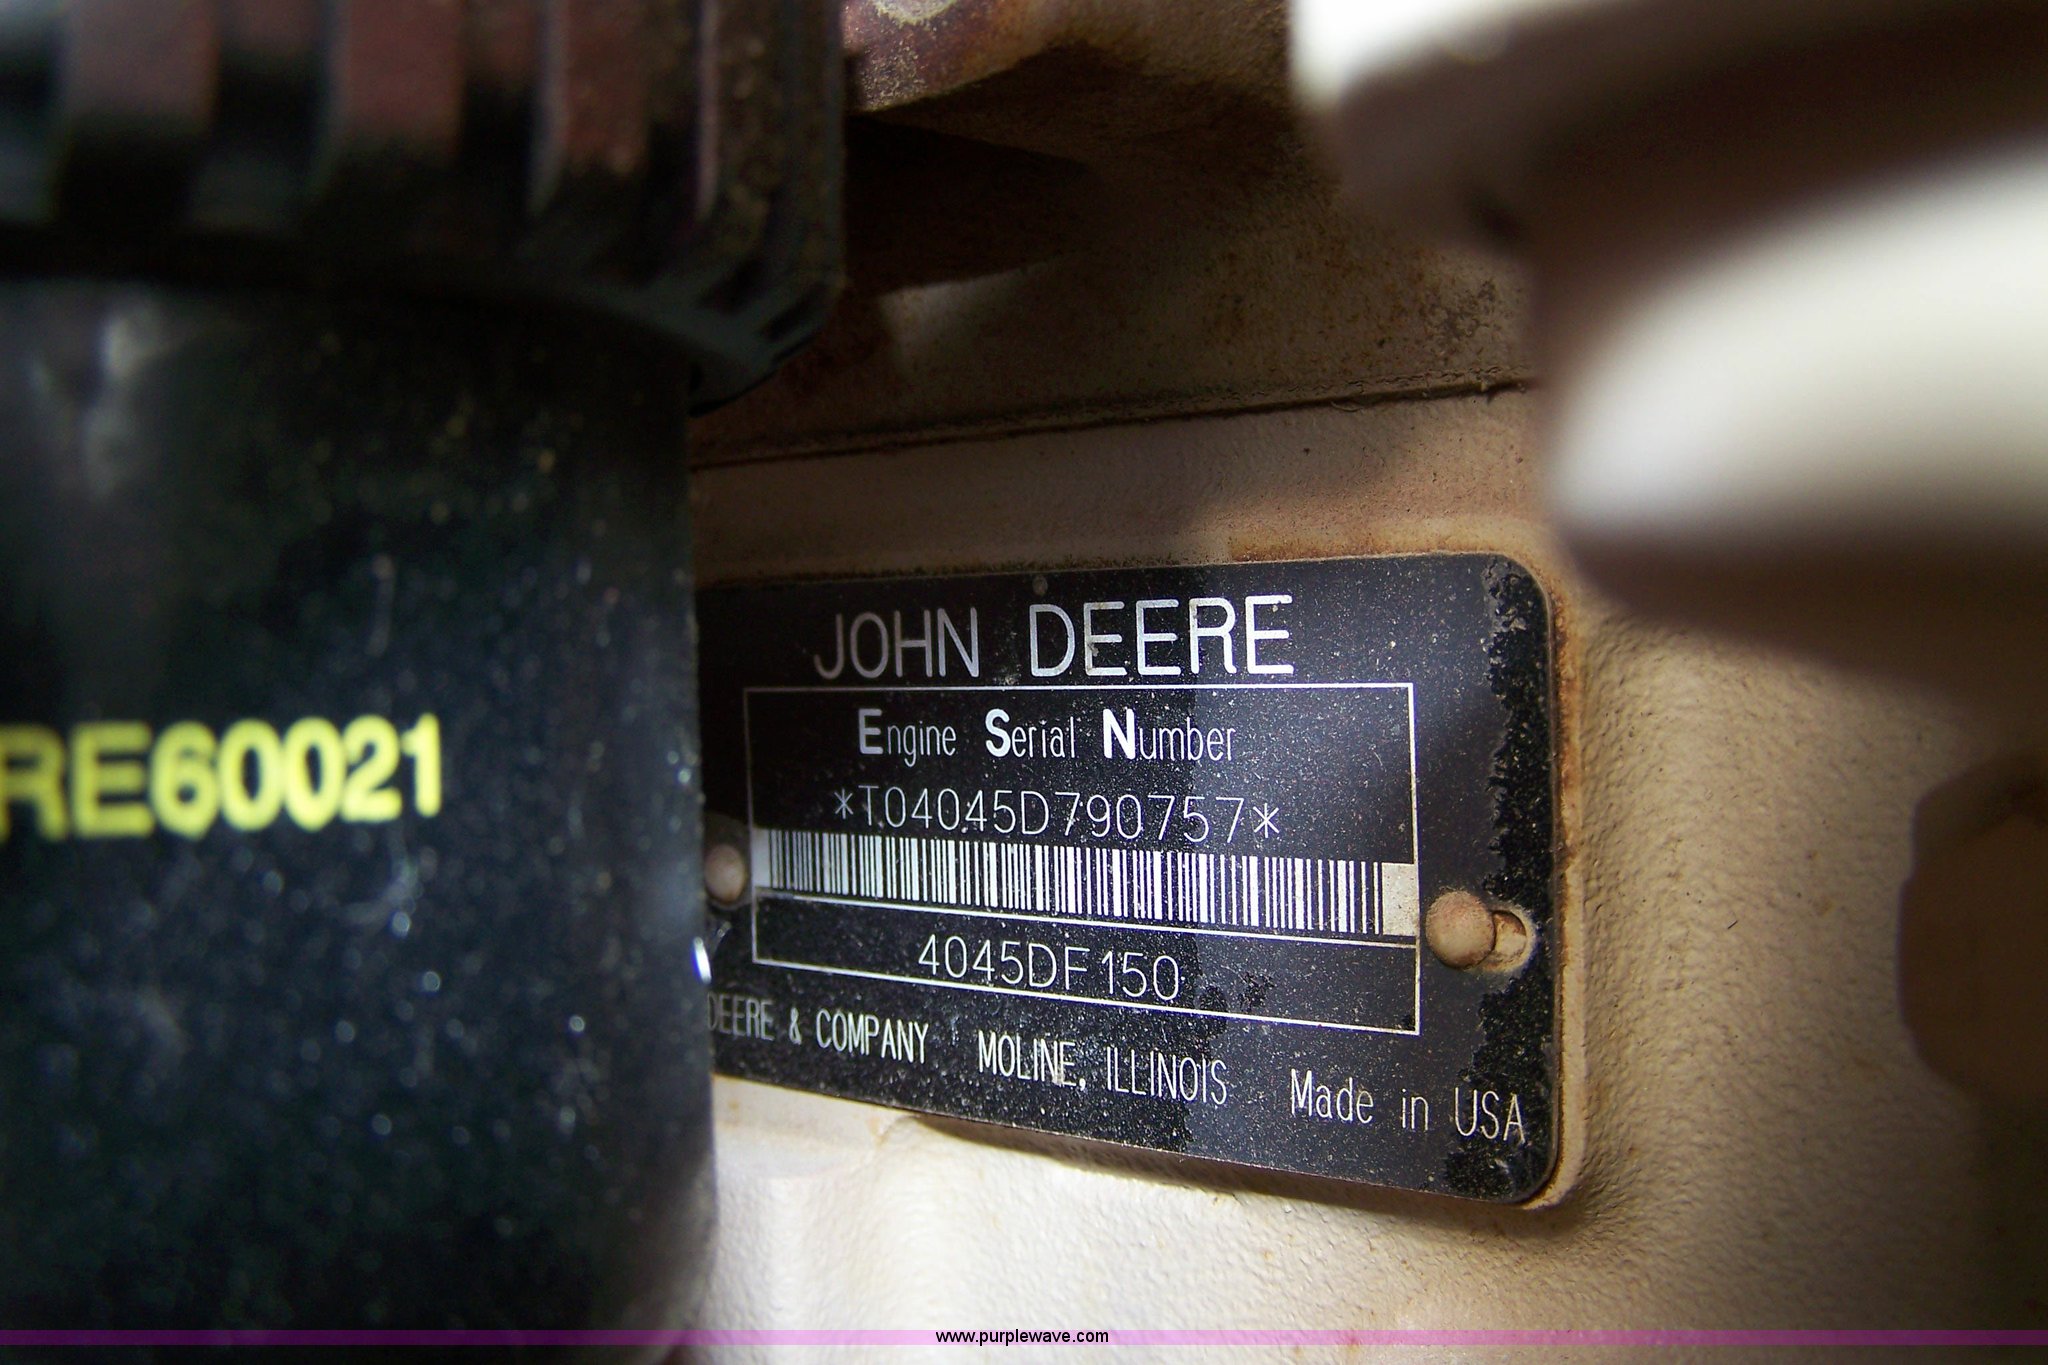 RE60021
JOHN DEERE
Engine Serial Number
*T04045D790757*
4045DF150
DEERE & COMPANY MOLINE, ILLINOIS Made in USA
www.purplewave.com